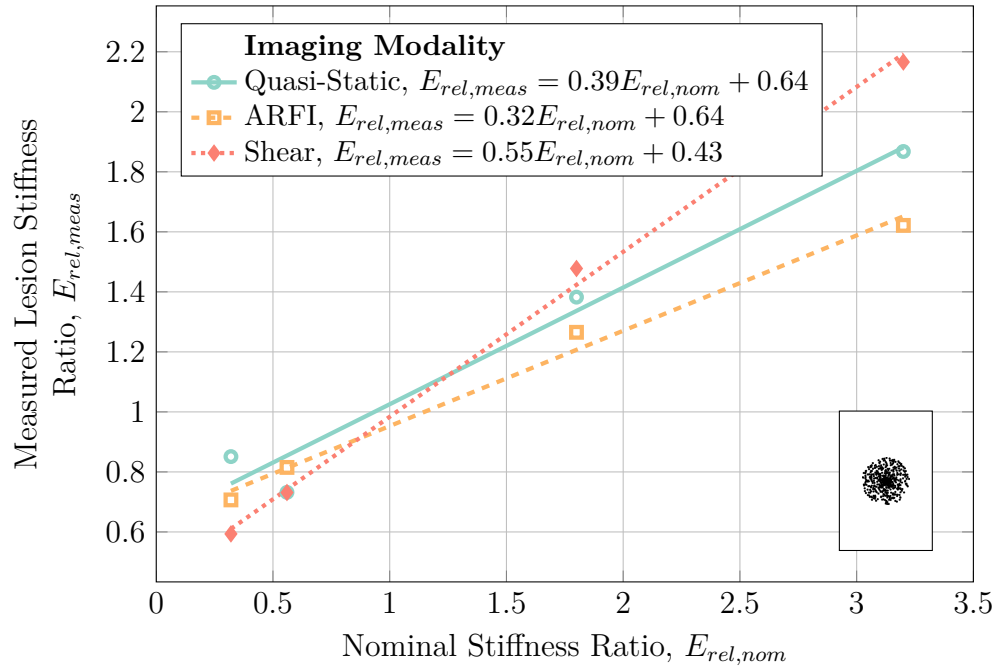 Imaging Modality
Quasi-Static, E_{rel,meas} = 0.39E_{rel,nom} + 0.64
ARFI, E_{rel,meas} = 0.32E_{rel,nom} + 0.64
Shear, E_{rel,meas} = 0.55E_{rel,nom} + 0.43
2.2
2
1.8
1.6
1.4
1.2
1
0.8
0.6
Measured Lesion Stiffness
Ratio, E_{rel,meas}
0 0.5 1 1.5 2 2.5 3 3.5
Nominal Stiffness Ratio, E_{rel,nom}